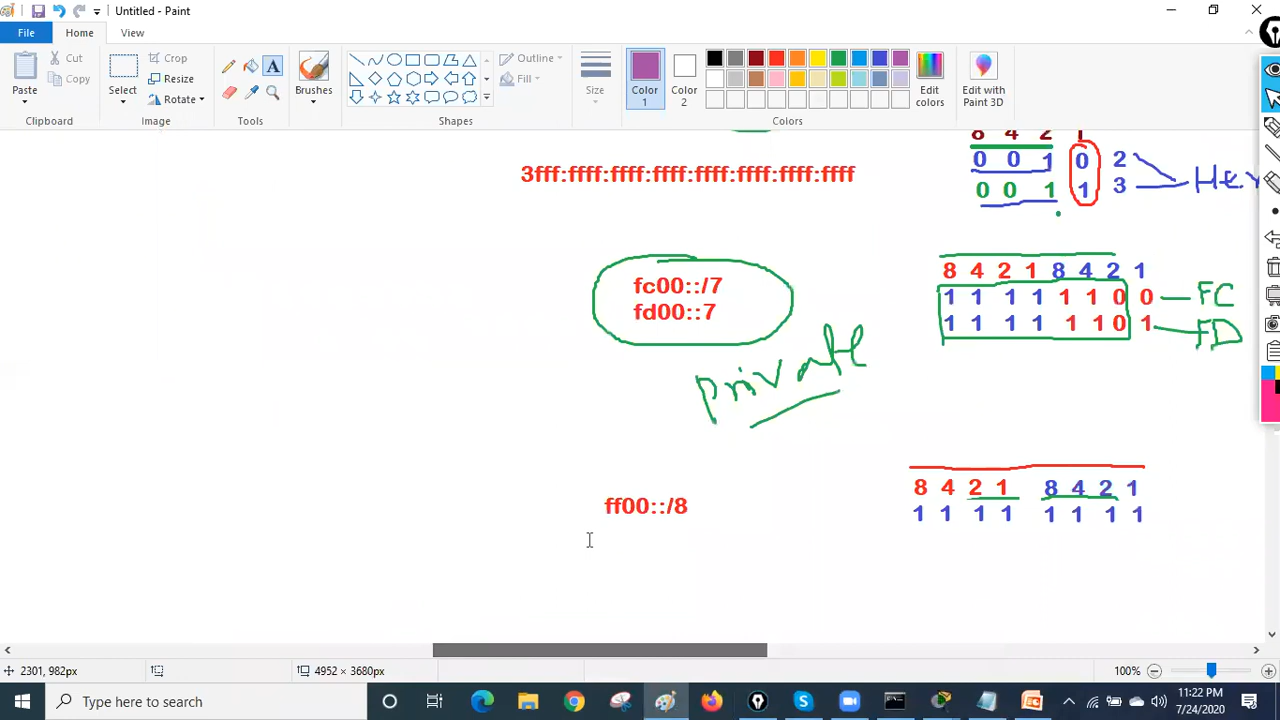 Untitled - Paint
File Home View
Paste
Cut
Copy
Clipboard
Select
Crop
Resize
Rotate
Image
A
Tools
Brushes
Shapes
Outline
Fill
Size
Color 1
Color 2
Edit colors
Colors
Edit with Paint 3D
8 4 2 1
3fff:ffff:ffff:ffff:ffff:ffff:ffff:ffff
0 0 1 0 2
0 0 1 1 3
Hex
fc00::/7
fd00::7
private
8 4 2 1 8 4 2 1
1 1 1 1 1 1 0 0 FC
1 1 1 1 1 1 0 1 FD
ff00::/8
8 4 2 1 8 4 2 1
1 1 1 1 1 1 1 1
2301, 982px
4952 × 3680px
100%
Type here to search
11:22 PM
7/24/2020